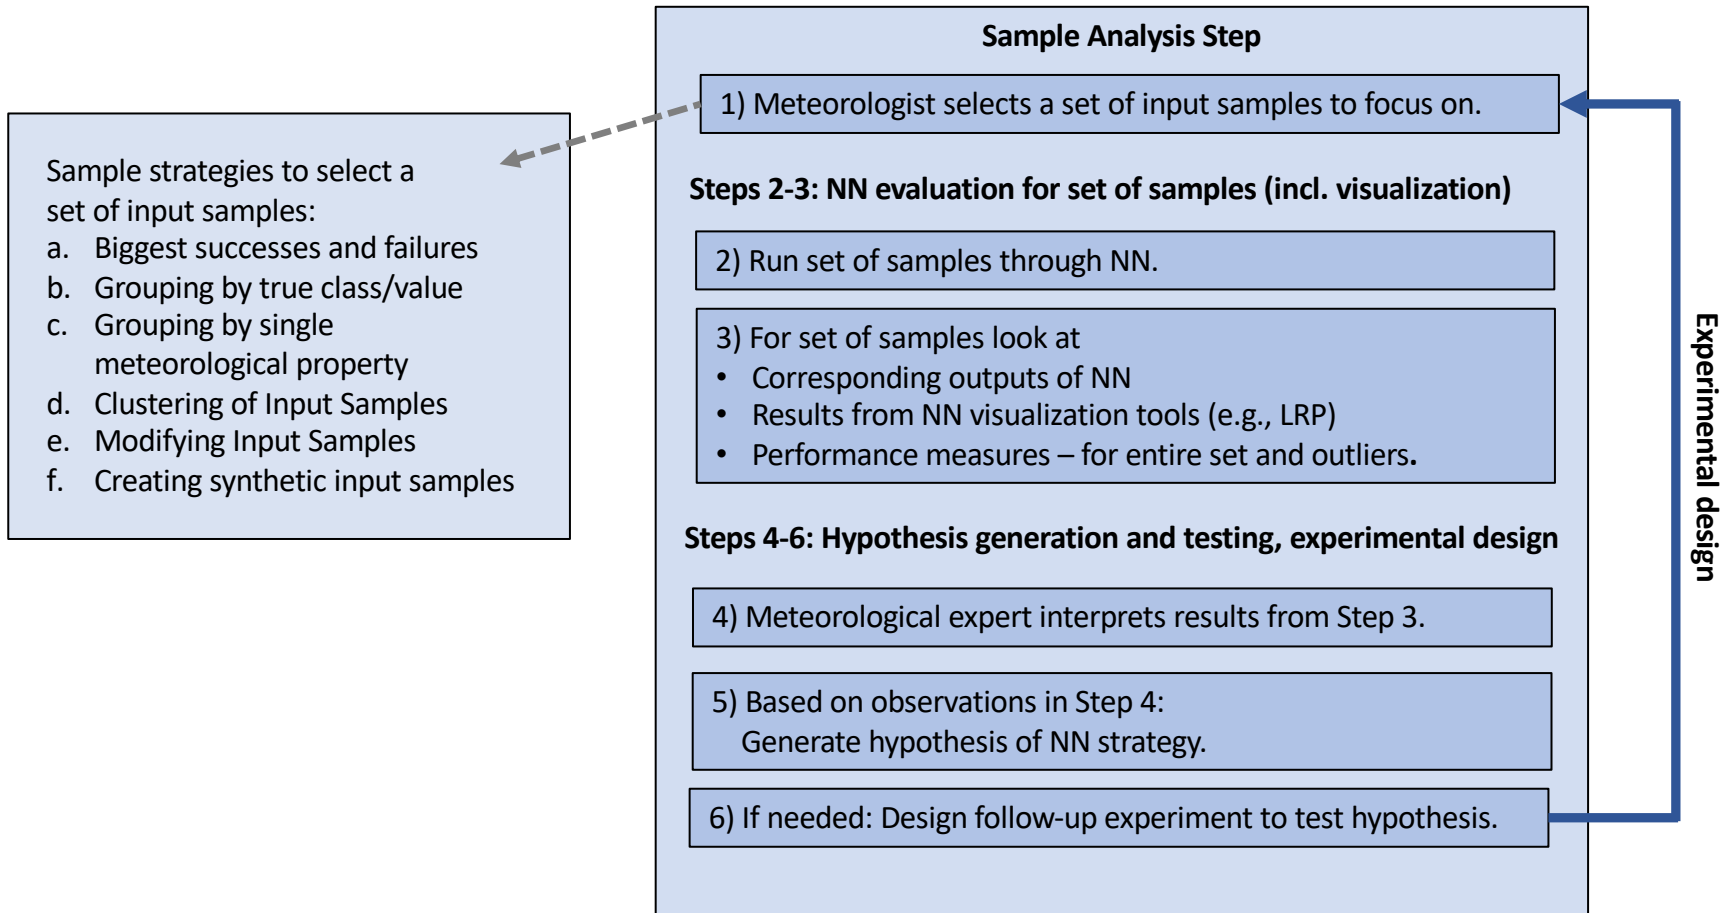 Sample Analysis Step
1) Meteorologist selects a set of input samples to focus on.
Sample strategies to select a
set of input samples:
a. Biggest successes and failures
b. Grouping by true class/value
c. Grouping by single
meteorological property
d. Clustering of Input Samples
e. Modifying Input Samples
f. Creating synthetic input samples
Steps 2-3: NN evaluation for set of samples (incl. visualization)
2) Run set of samples through NN.
3) For set of samples look at
• Corresponding outputs of NN
• Results from NN visualization tools (e.g., LRP)
• Performance measures – for entire set and outliers.
Steps 4-6: Hypothesis generation and testing, experimental design
4) Meteorological expert interprets results from Step 3.
5) Based on observations in Step 4:
Generate hypothesis of NN strategy.
6) If needed: Design follow-up experiment to test hypothesis.
Experimental design